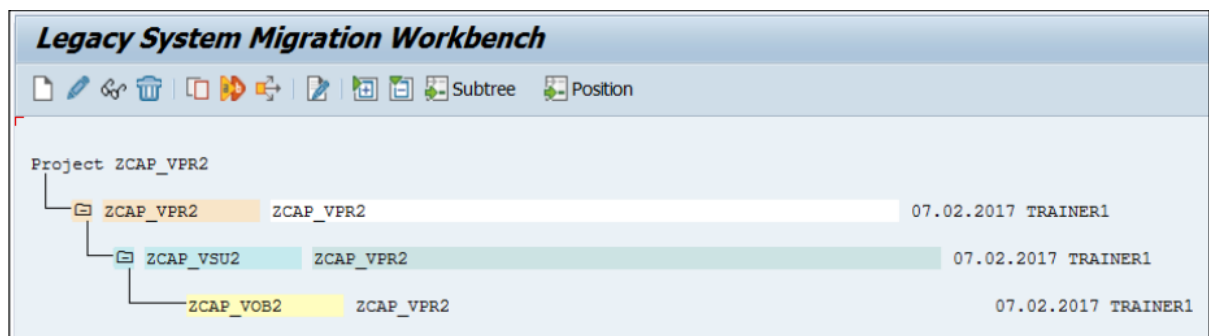 Legacy System Migration Workbench
Subtree Position
Project ZCAP_VPR2
ZCAP_VPR2 ZCAP_VPR2 07.02.2017 TRAINER1
ZCAP_VSU2 ZCAP_VPR2 07.02.2017 TRAINER1
ZCAP_VOB2 ZCAP_VPR2 07.02.2017 TRAINER1